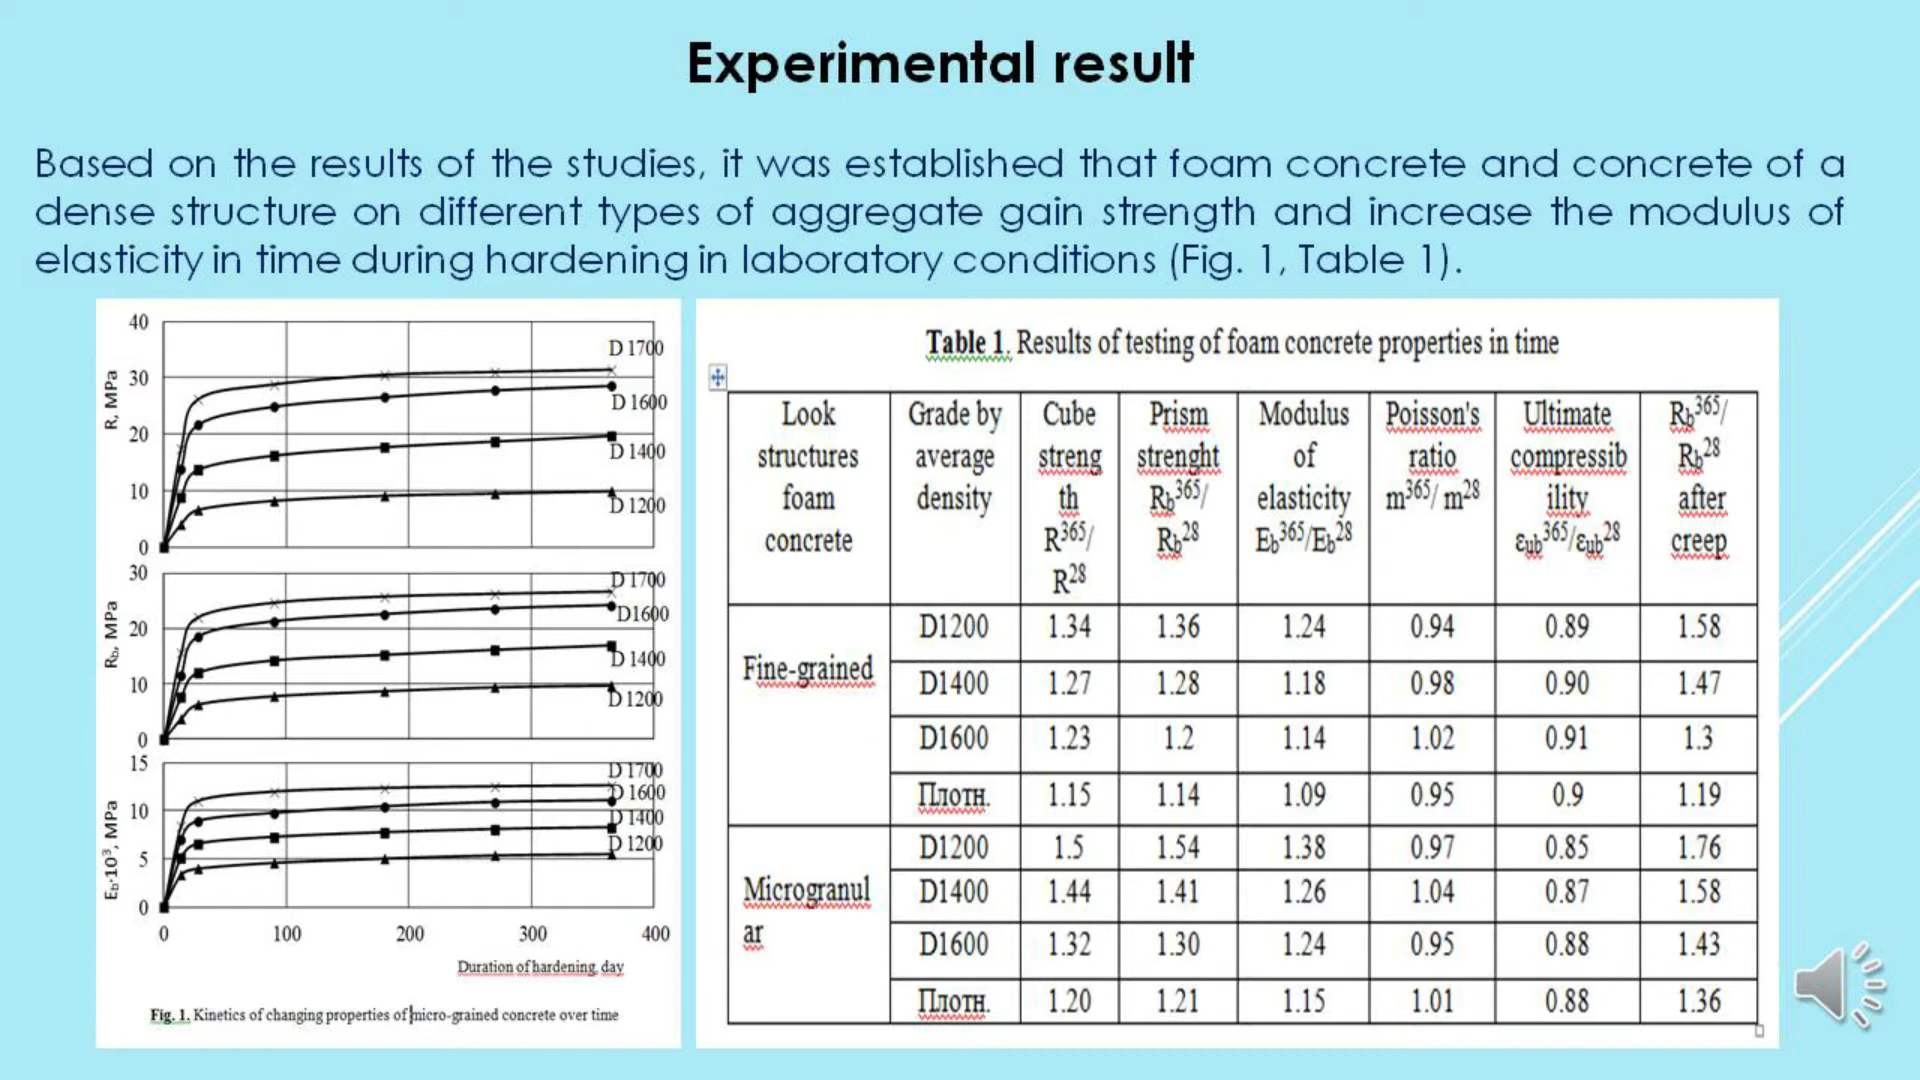 Experimental result
Based on the results of the studies, it was established that foam concrete and concrete of a
dense structure on different types of aggregate gain strength and increase the modulus of
elasticity in time during hardening in laboratory conditions (Fig. 1, Table 1).
R, MPa
40
30
20
10
0
D 1700
D 1600
D 1400
D 1200
Rb, MPa
30
20
10
0
D 1700
D1600
D 1400
D 1200
Eb·10³, MPa
15
10
5
0
D 1700
D 1600
D 1400
D 1200
0 100 200 300 400
Duration of hardening, day
Fig. 1. Kinetics of changing properties of micro-grained concrete over time
Table 1. Results of testing of foam concrete properties in time
Look structures foam concrete
Grade by average density
Cube streng th R³⁶⁵/ R²⁸
Prism strenght Rb³⁶⁵/ Rb²⁸
Modulus of elasticity Eb³⁶⁵/Eb²⁸
Poisson's ratio m³⁶⁵/ m²⁸
Ultimate compressib ility εub³⁶⁵/εub²⁸
Rb³⁶⁵/ Rb²⁸ after creep
Fine-grained
D1200 1.34 1.36 1.24 0.94 0.89 1.58
D1400 1.27 1.28 1.18 0.98 0.90 1.47
D1600 1.23 1.2 1.14 1.02 0.91 1.3
Плотн. 1.15 1.14 1.09 0.95 0.9 1.19
Microgranul
ar
D1200 1.5 1.54 1.38 0.97 0.85 1.76
D1400 1.44 1.41 1.26 1.04 0.87 1.58
D1600 1.32 1.30 1.24 0.95 0.88 1.43
Плотн. 1.20 1.21 1.15 1.01 0.88 1.36